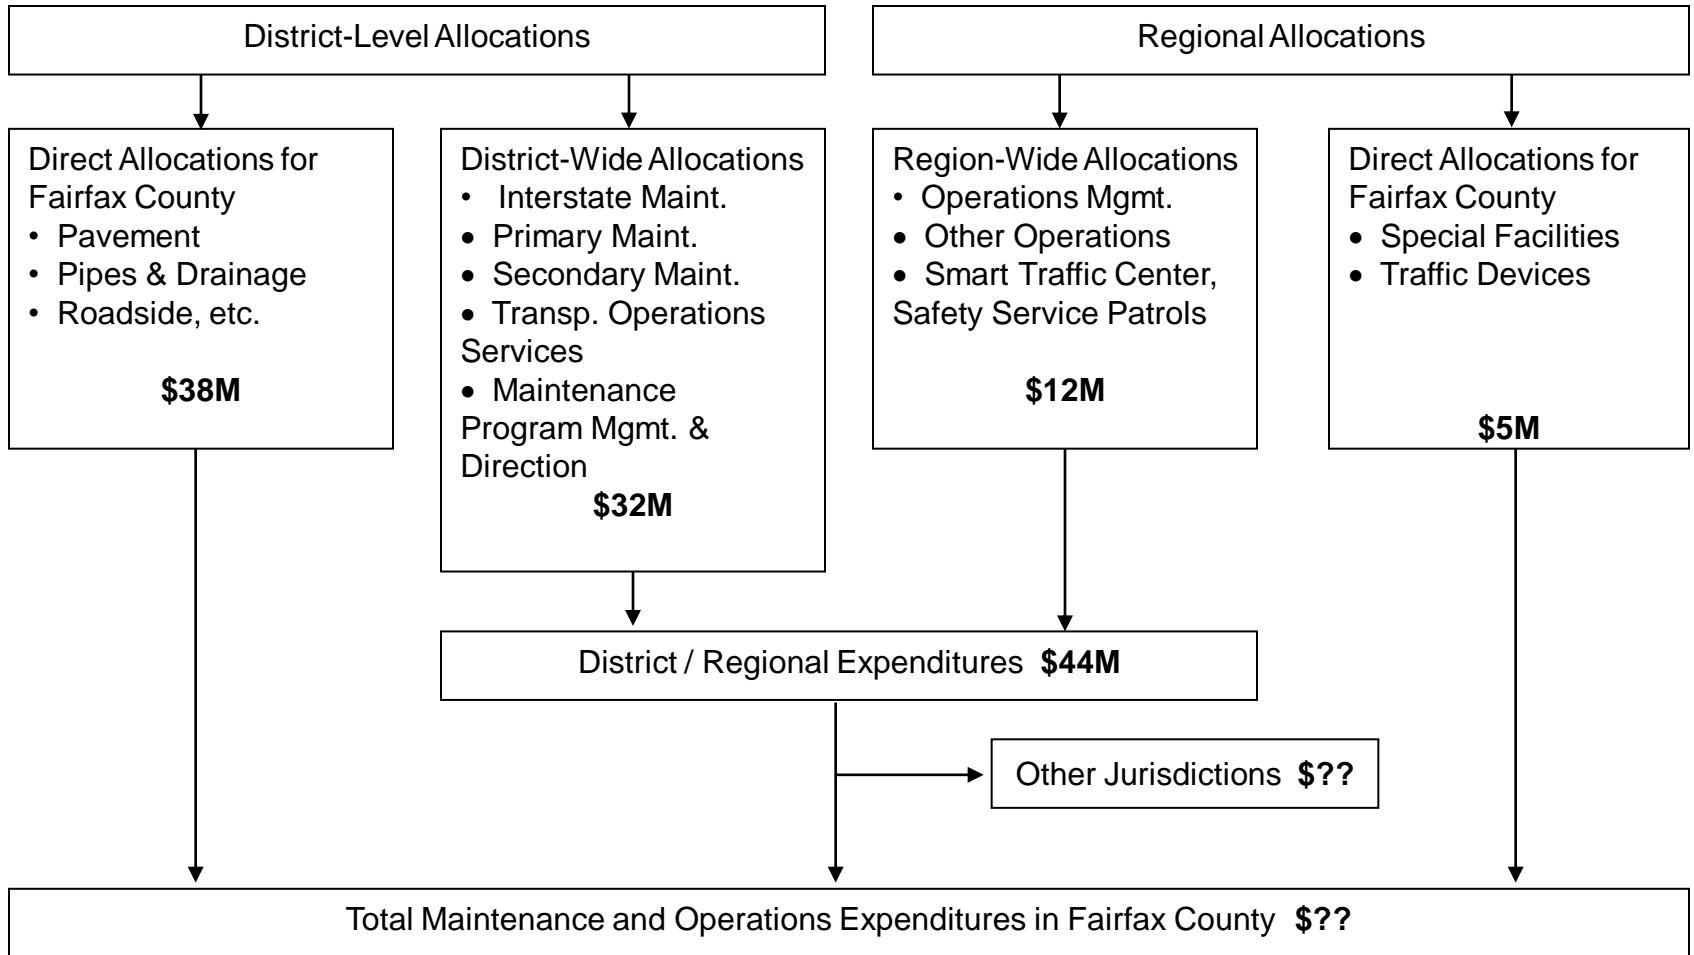 District-Level Allocations
Regional Allocations
Direct Allocations for
Fairfax County
• Pavement
• Pipes & Drainage
• Roadside, etc.
$38M
District-Wide Allocations
• Interstate Maint.
• Primary Maint.
• Secondary Maint.
• Transp. Operations
Services
• Maintenance
Program Mgmt. &
Direction
$32M
Region-Wide Allocations
• Operations Mgmt.
• Other Operations
• Smart Traffic Center,
Safety Service Patrols
$12M
Direct Allocations for
Fairfax County
• Special Facilities
• Traffic Devices
$5M
District / Regional Expenditures $44M
Other Jurisdictions $??
Total Maintenance and Operations Expenditures in Fairfax County $??